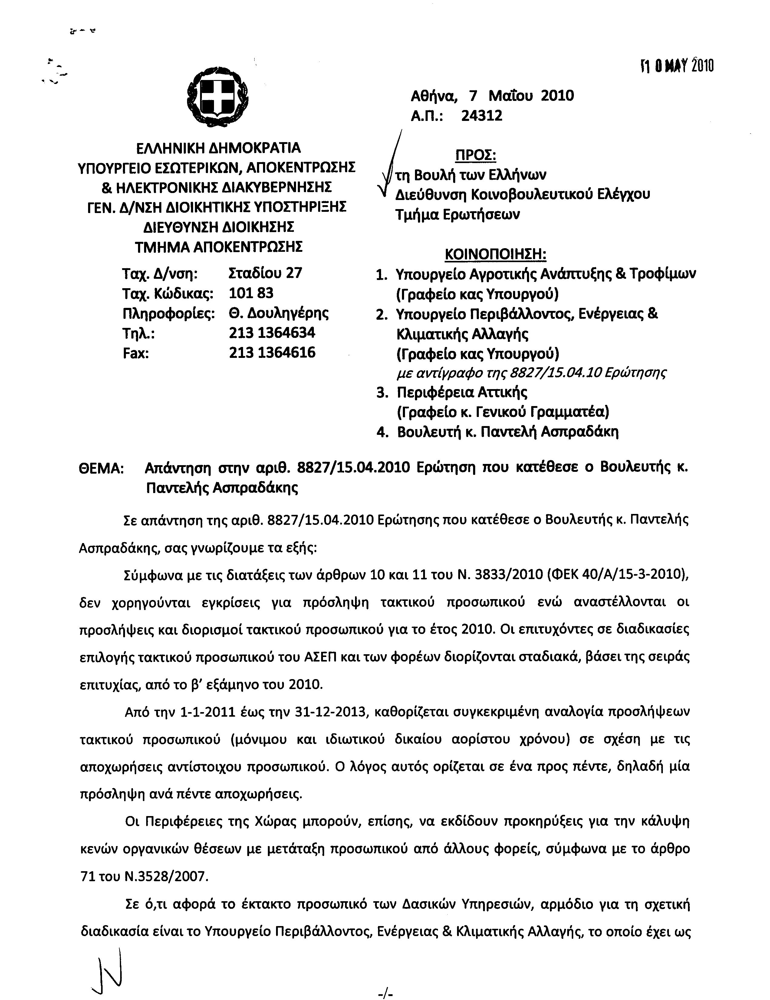 10 MAY 2010
Αθήνα, 7 Μαΐου 2010
Α.Π.: 24312
ΕΛΛΗΝΙΚΗ ΔΗΜΟΚΡΑΤΙΑ
ΥΠΟΥΡΓΕΙΟ ΕΣΩΤΕΡΙΚΩΝ, ΑΠΟΚΕΝΤΡΩΣΗΣ
& ΗΛΕΚΤΡΟΝΙΚΗΣ ΔΙΑΚΥΒΕΡΝΗΣΗΣ
ΓΕΝ. Δ/ΝΣΗ ΔΙΟΙΚΗΤΙΚΗΣ ΥΠΟΣΤΗΡΙΞΗΣ
ΔΙΕΥΘΥΝΣΗ ΔΙΟΙΚΗΣΗΣ
ΤΜΗΜΑ ΑΠΟΚΕΝΤΡΩΣΗΣ
Ταχ. Δ/νση: Σταδίου 27
Ταχ. Κώδικας: 101 83
Πληροφορίες: Θ. Δουληγέρης
Τηλ.: 213 1364634
Fax: 213 1364616
ΠΡΟΣ:
τη Βουλή των Ελλήνων
Διεύθυνση Κοινοβουλευτικού Ελέγχου
Τμήμα Ερωτήσεων
ΚΟΙΝΟΠΟΙΗΣΗ:
1. Υπουργείο Αγροτικής Ανάπτυξης & Τροφίμων
(Γραφείο κας Υπουργού)
2. Υπουργείο Περιβάλλοντος, Ενέργειας &
Κλιματικής Αλλαγής
(Γραφείο κας Υπουργού)
με αντίγραφο της 8827/15.04.10 Ερώτησης
3. Περιφέρεια Αττικής
(Γραφείο κ. Γενικού Γραμματέα)
4. Βουλευτή κ. Παντελή Ασπραδάκη
ΘΕΜΑ: Απάντηση στην αριθ. 8827/15.04.2010 Ερώτηση που κατέθεσε ο Βουλευτής κ.
Παντελής Ασπραδάκης
Σε απάντηση της αριθ. 8827/15.04.2010 Ερώτησης που κατέθεσε ο Βουλευτής κ. Παντελής
Ασπραδάκης, σας γνωρίζουμε τα εξής:
Σύμφωνα με τις διατάξεις των άρθρων 10 και 11 του Ν. 3833/2010 (ΦΕΚ 40/Α/15-3-2010),
δεν χορηγούνται εγκρίσεις για πρόσληψη τακτικού προσωπικού ενώ αναστέλλονται οι
προσλήψεις και διορισμοί τακτικού προσωπικού για το έτος 2010. Οι επιτυχόντες σε διαδικασίες
επιλογής τακτικού προσωπικού του ΑΣΕΠ και των φορέων διορίζονται σταδιακά, βάσει της σειράς
επιτυχίας, από το β’ εξάμηνο του 2010.
Από την 1-1-2011 έως την 31-12-2013, καθορίζεται συγκεκριμένη αναλογία προσλήψεων
τακτικού προσωπικού (μόνιμου και ιδιωτικού δικαίου αορίστου χρόνου) σε σχέση με τις
αποχωρήσεις αντίστοιχου προσωπικού. Ο λόγος αυτός ορίζεται σε ένα προς πέντε, δηλαδή μία
πρόσληψη ανά πέντε αποχωρήσεις.
Οι Περιφέρειες της Χώρας μπορούν, επίσης, να εκδίδουν προκηρύξεις για την κάλυψη
κενών οργανικών θέσεων με μετάταξη προσωπικού από άλλους φορείς, σύμφωνα με το άρθρο
71 του Ν.3528/2007.
Σε ό,τι αφορά το έκτακτο προσωπικό των Δασικών Υπηρεσιών, αρμόδιο για τη σχετική
διαδικασία είναι το Υπουργείο Περιβάλλοντος, Ενέργειας & Κλιματικής Αλλαγής, το οποίο έχει ως
-/-